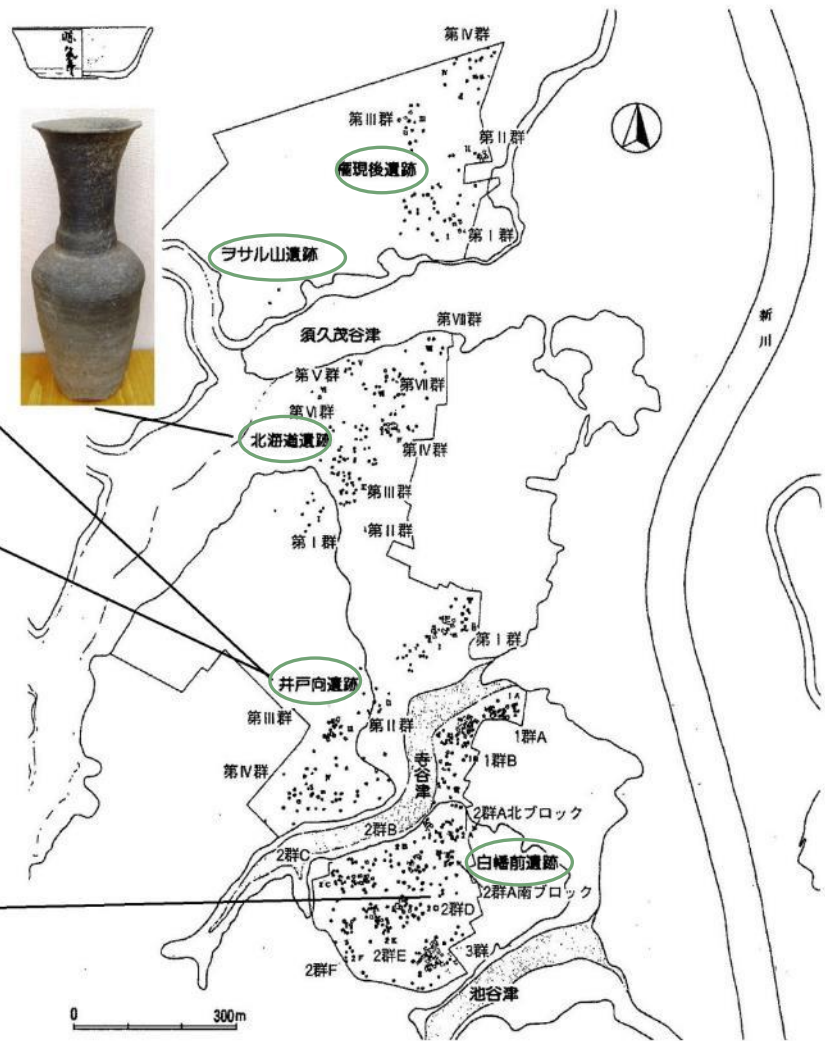 第Ⅳ群
第Ⅲ群
第Ⅱ群
権現後遺跡
第Ⅰ群
ヲサル山遺跡
須久茂谷津
第Ⅷ群
新川
第Ⅴ群
第Ⅶ群
第Ⅵ群
北海道遺跡
第Ⅳ群
第Ⅲ群
第Ⅱ群
第Ⅰ群
第Ⅰ群
井戸向遺跡
第Ⅲ群
第Ⅱ群
1群A
寺谷津
1群B
第Ⅳ群
2群A北ブロック
2群B
2群C
白幡前遺跡
2群A南ブロック
2群D
2群E
3群
2群F
池谷津
0 300m